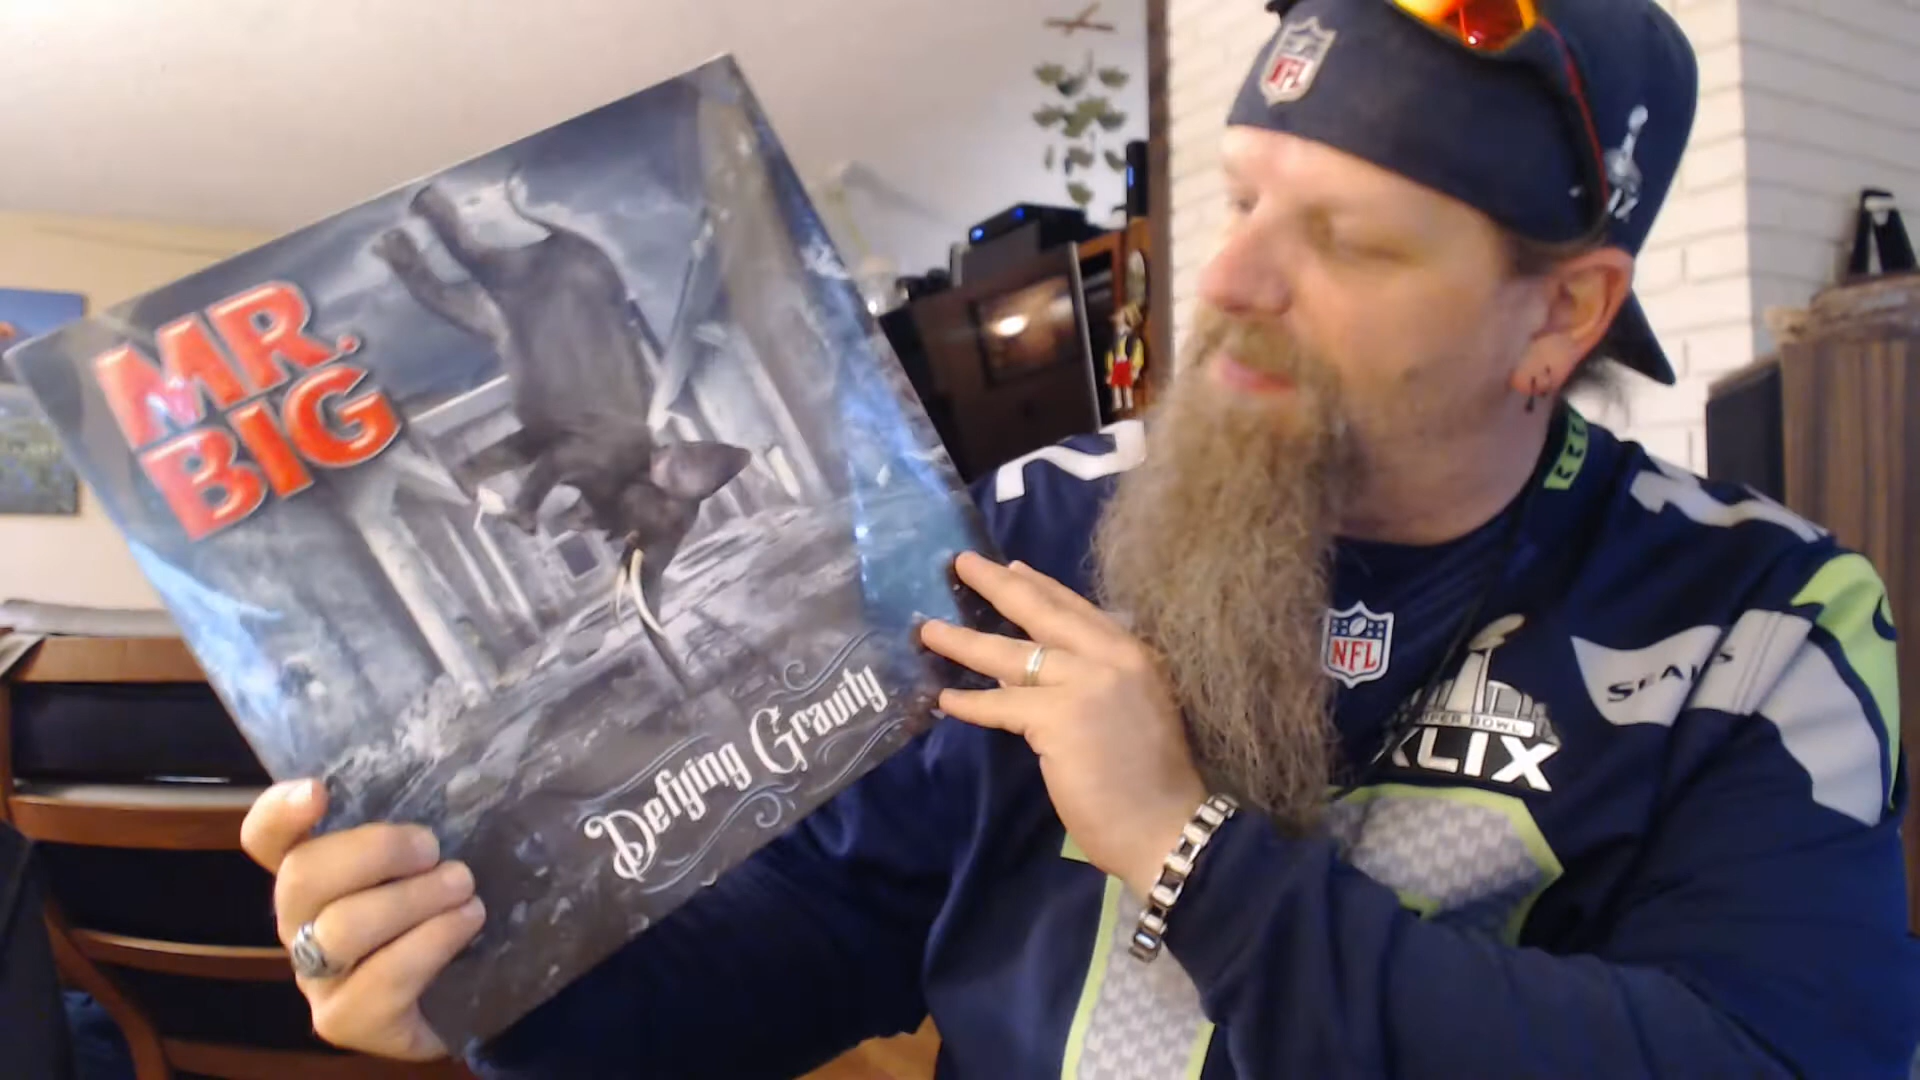 MR.
BIG
Defying Gravity
NFL
NFL
SUPER BOWL
XLIX